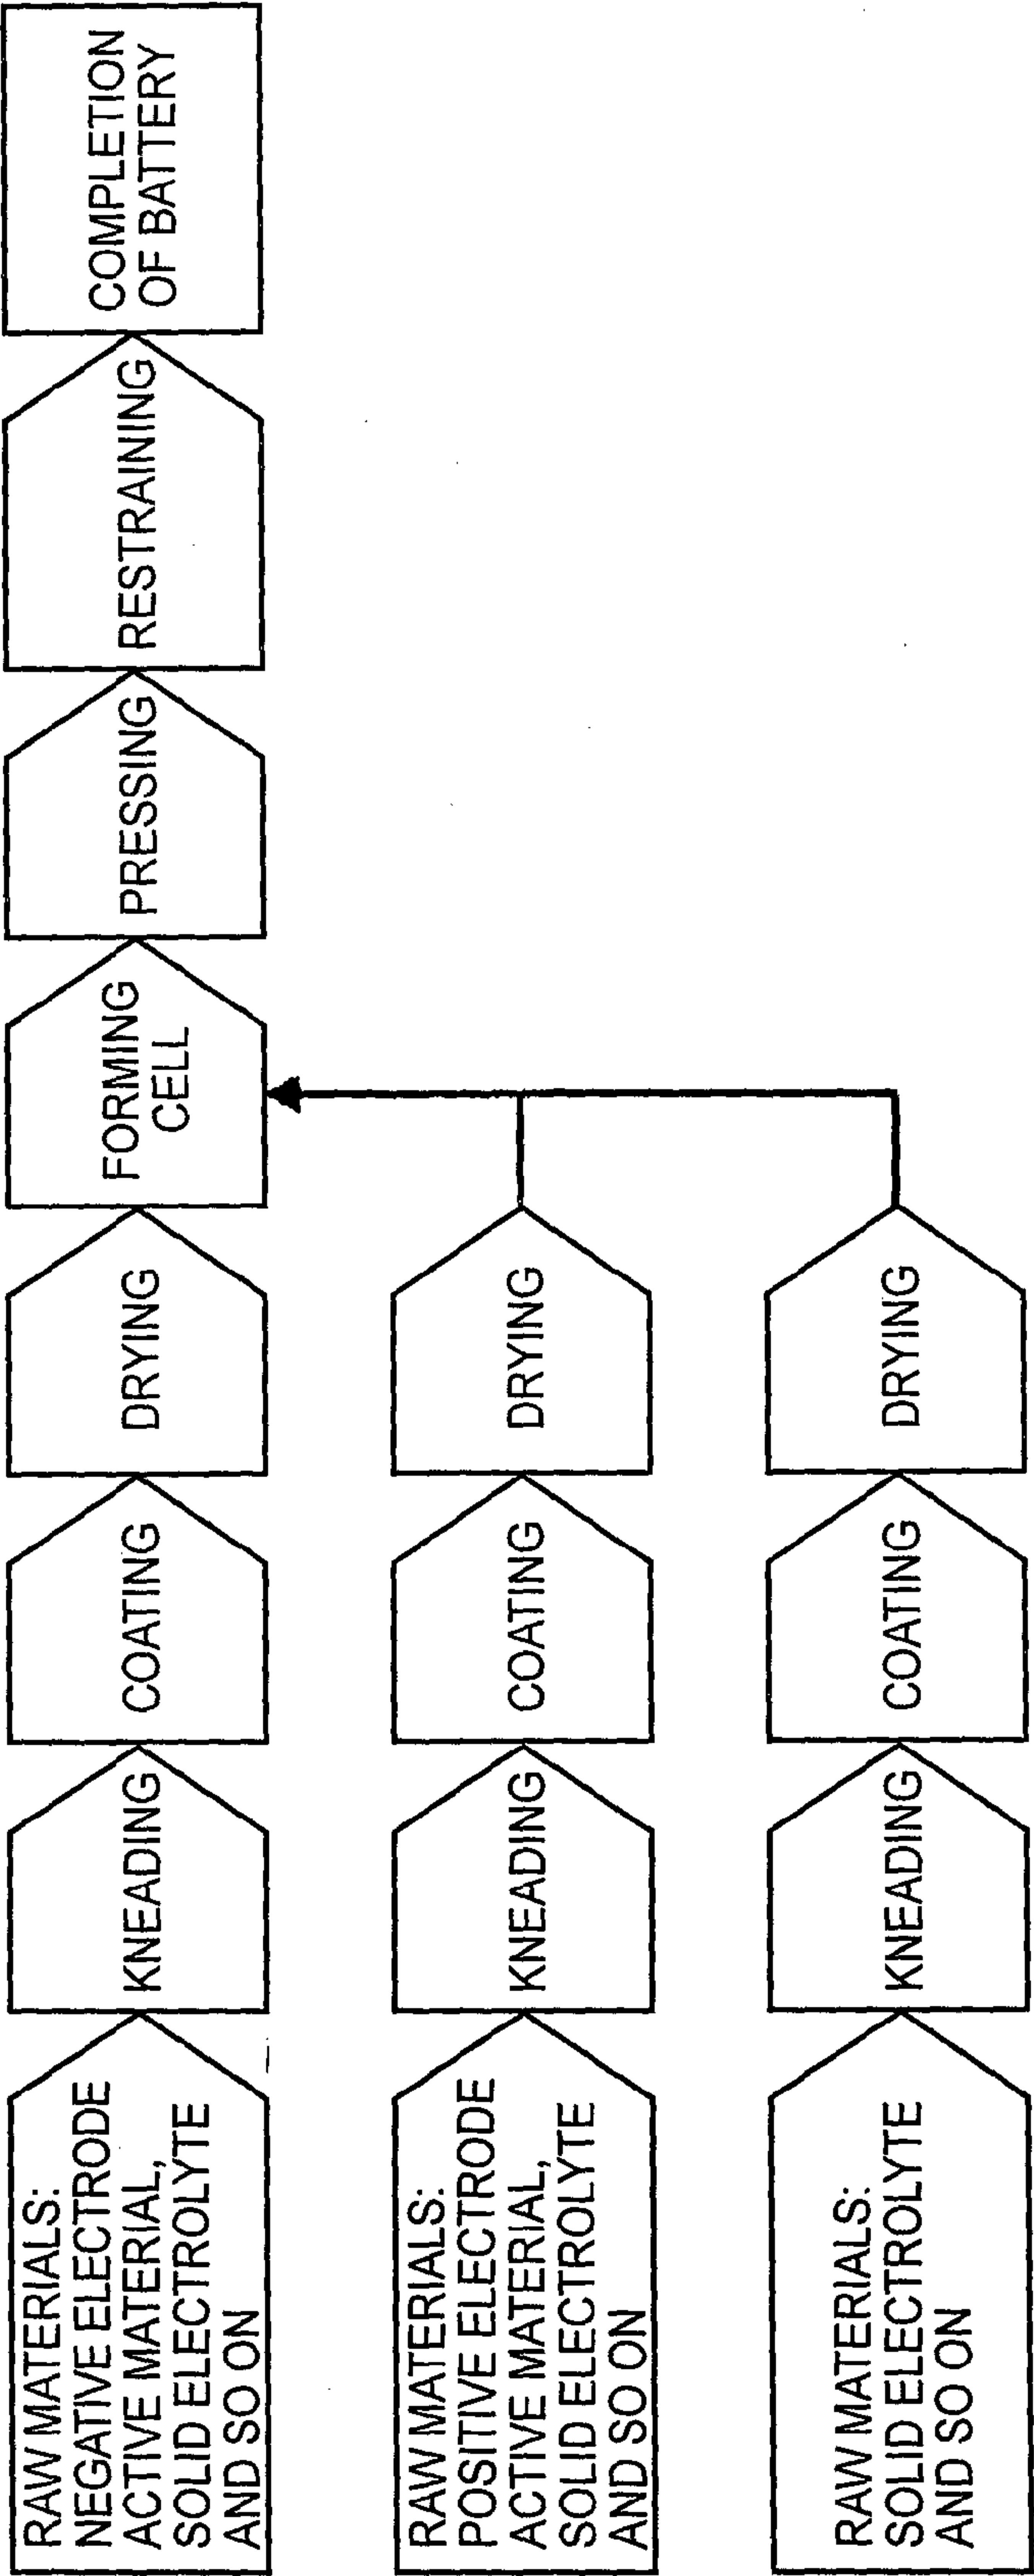 RAW MATERIALS:
NEGATIVE ELECTRODE
ACTIVE MATERIAL,
SOLID ELECTROLYTE
AND SO ON
KNEADING
COATING
DRYING
FORMING
CELL
PRESSING
RESTRAINING
COMPLETION
OF BATTERY
RAW MATERIALS:
POSITIVE ELECTRODE
ACTIVE MATERIAL,
SOLID ELECTROLYTE
AND SO ON
KNEADING
COATING
DRYING
RAW MATERIALS:
SOLID ELECTROLYTE
AND SO ON
KNEADING
COATING
DRYING